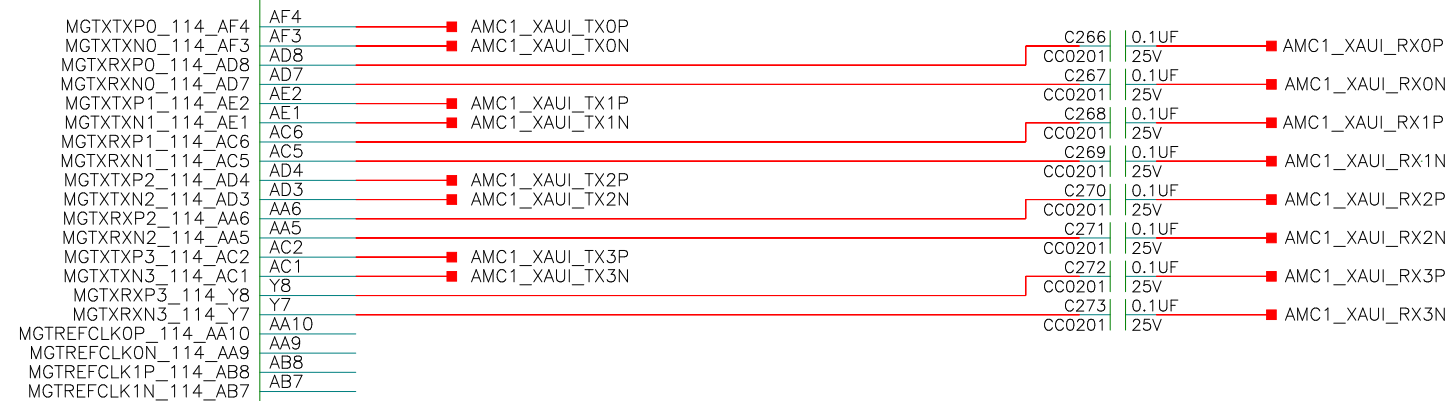 MGTXTXP0_114_AF4 AF4 AMC1_XAUI_TX0P
MGTXTXN0_114_AF3 AF3 AMC1_XAUI_TX0N C266 0.1UF AMC1_XAUI_RX0P
MGTXRXP0_114_AD8 AD8 CC0201 25V
MGTXRXN0_114_AD7 AD7 C267 0.1UF AMC1_XAUI_RX0N
MGTXTXP1_114_AE2 AE2 AMC1_XAUI_TX1P CC0201 25V
MGTXTXN1_114_AE1 AE1 AMC1_XAUI_TX1N C268 0.1UF AMC1_XAUI_RX1P
MGTXRXP1_114_AC6 AC6 CC0201 25V
MGTXRXN1_114_AC5 AC5 C269 0.1UF AMC1_XAUI_RX1N
MGTXTXP2_114_AD4 AD4 AMC1_XAUI_TX2P CC0201 25V
MGTXTXN2_114_AD3 AD3 AMC1_XAUI_TX2N C270 0.1UF AMC1_XAUI_RX2P
MGTXRXP2_114_AA6 AA6 CC0201 25V
MGTXRXN2_114_AA5 AA5 C271 0.1UF AMC1_XAUI_RX2N
MGTXTXP3_114_AC2 AC2 AMC1_XAUI_TX3P CC0201 25V
MGTXTXN3_114_AC1 AC1 AMC1_XAUI_TX3N C272 0.1UF AMC1_XAUI_RX3P
MGTXRXP3_114_Y8 Y8 CC0201 25V
MGTXRXN3_114_Y7 Y7 C273 0.1UF AMC1_XAUI_RX3N
MGTREFCLK0P_114_AA10 AA10 CC0201 25V
MGTREFCLK0N_114_AA9 AA9
MGTREFCLK1P_114_AB8 AB8
MGTREFCLK1N_114_AB7 AB7